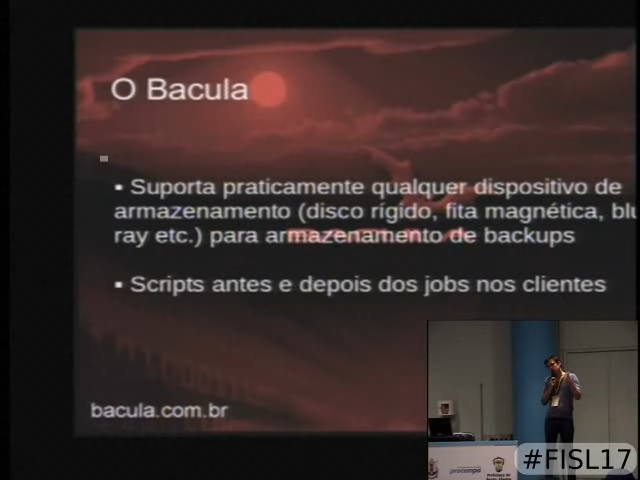 O Bacula
▪ Suporta praticamente qualquer dispositivo de
armazenamento (disco rígido, fita magnética, blu
ray etc.) para armazenamento de backups
▪ Scripts antes e depois dos jobs nos clientes
bacula.com.br
procempa
#FISL17